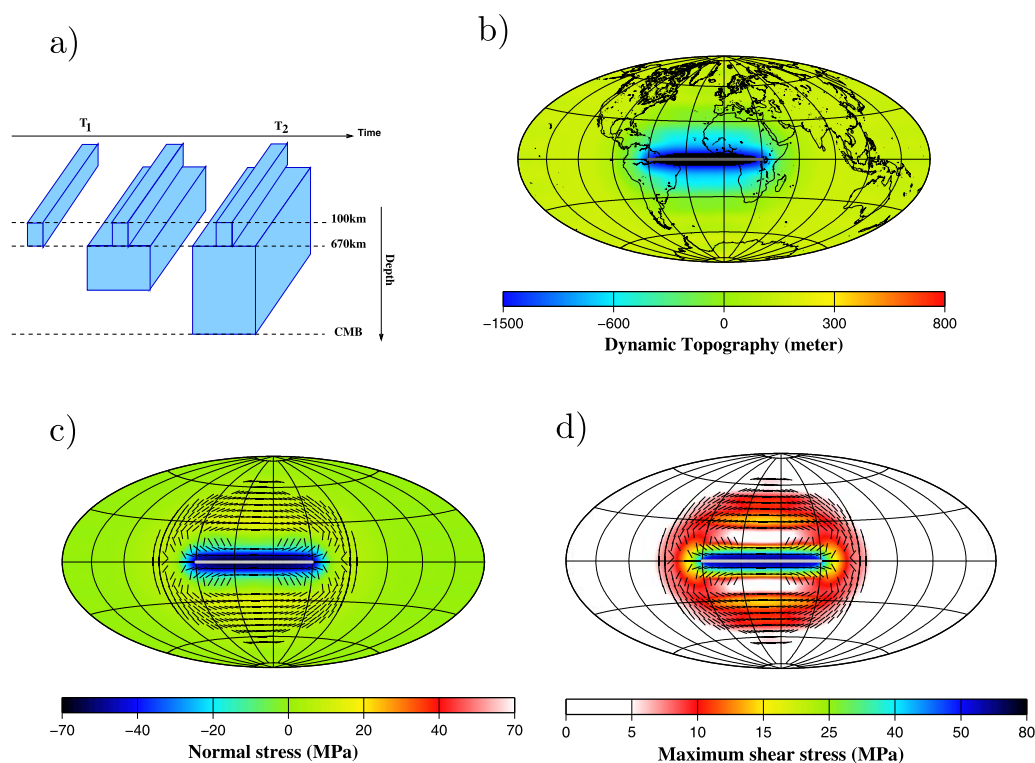 a)
T1 T2
Time
100km
670km
Depth
CMB
b)
−1500 −600 0 300 800
Dynamic Topography (meter)
c)
−70 −60 −40 −20 0 20 40 70
Normal stress (MPa)
d)
0 5 10 15 25 40 50 80
Maximum shear stress (MPa)